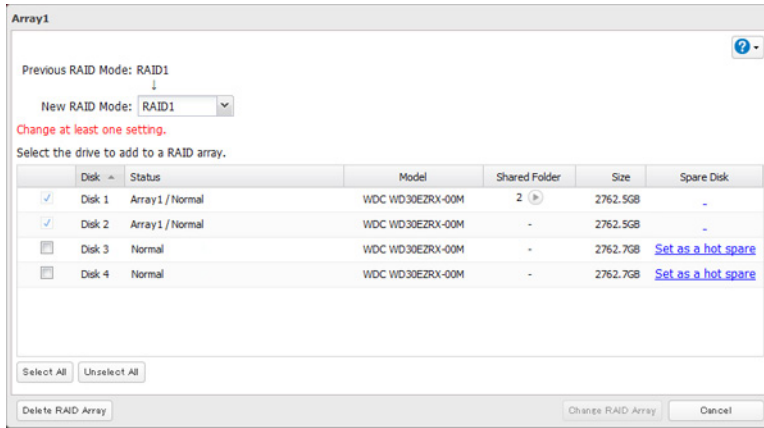 Array1
?
Previous RAID Mode: RAID1
↓
New RAID Mode: RAID1
Change at least one setting.
Select the drive to add to a RAID array.
Disk Status Model Shared Folder Size Spare Disk
Disk 1 Array1 / Normal WDC WD30EZRX-00M 2 2762.5GB -
Disk 2 Array1 / Normal WDC WD30EZRX-00M - 2762.5GB -
Disk 3 Normal WDC WD30EZRX-00M - 2762.7GB Set as a hot spare
Disk 4 Normal WDC WD30EZRX-00M - 2762.7GB Set as a hot spare
Select All Unselect All
Delete RAID Array Change RAID Array Cancel